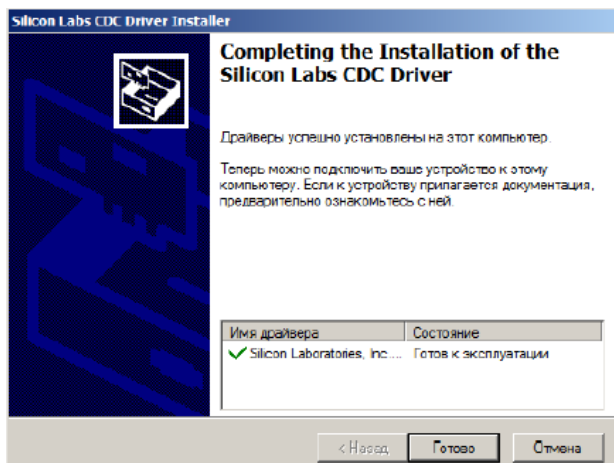 Silicon Labs CDC Driver Installer
Completing the Installation of the
Silicon Labs CDC Driver
Драйверы успешно установлены на этот компьютер.
Теперь можно подключить ваше устройство к этому
компьютеру. Если к устройству прилагается документация,
предварительно ознакомьтесь с ней.
Имя драйвера Состояние
Silicon Laboratories, Inc.... Готов к эксплуатации
< Назад Готово Отмена